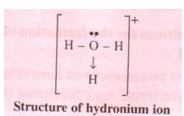 +
H – O – H
↓
H
Structure of hydronium ion